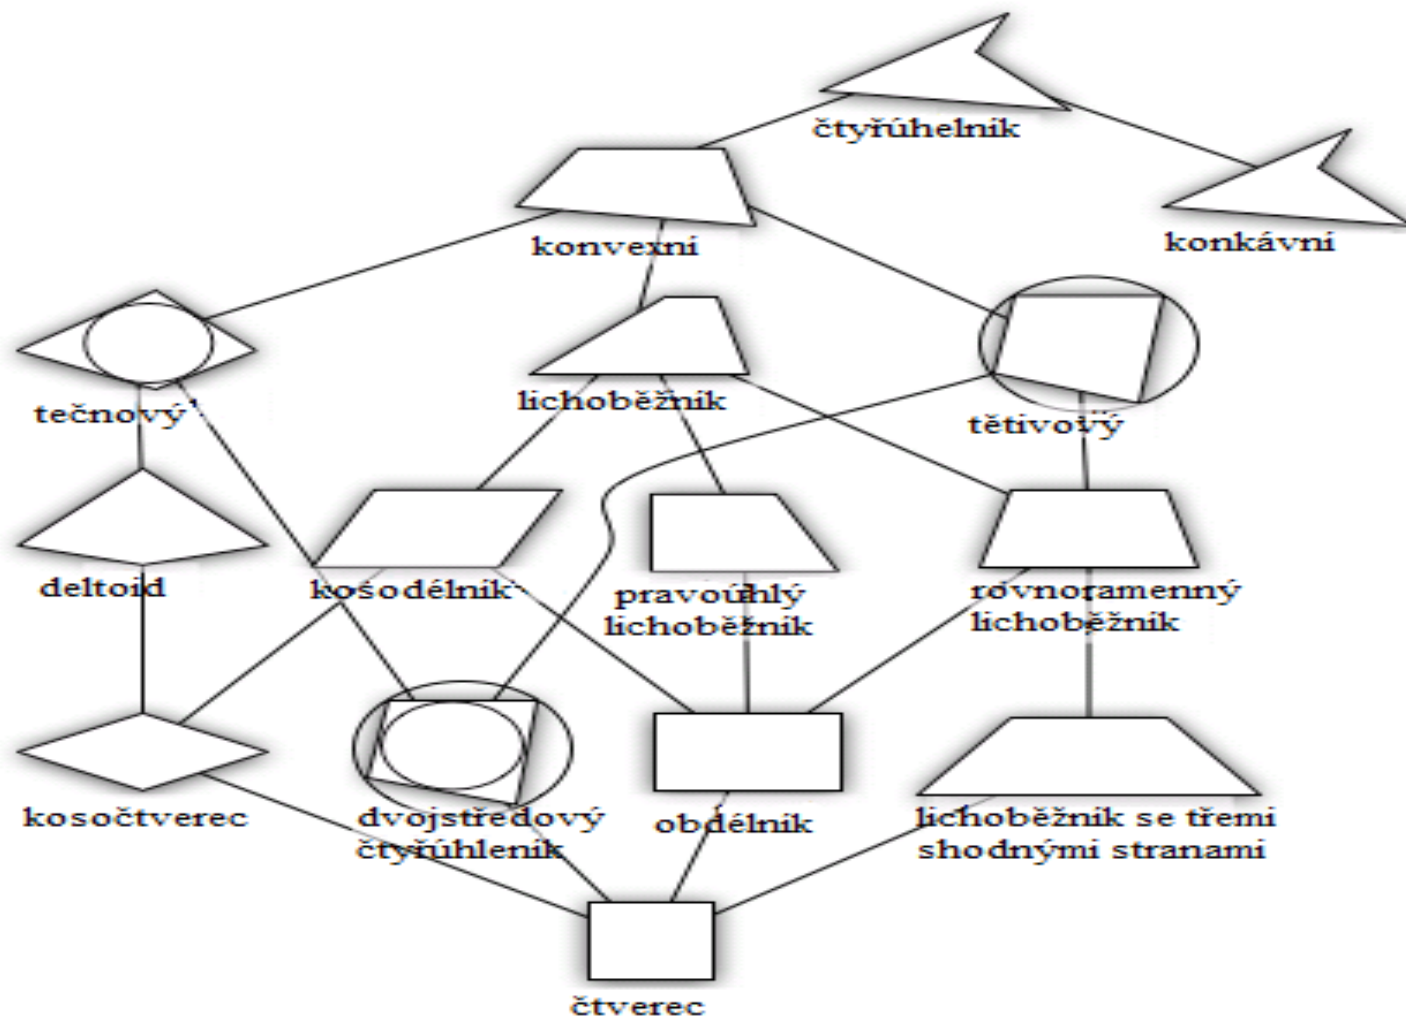 čtyřúhelník
konkávní
konvexní
tečnový
lichoběžník
tětivový
deltoid
kosodélník
pravoúhlý
lichoběžník
rovnoramenný
lichoběžník
kosočtverec
dvojstředový
čtyřúhleník
obdélník
lichoběžník se třemi
shodnými stranami
čtverec